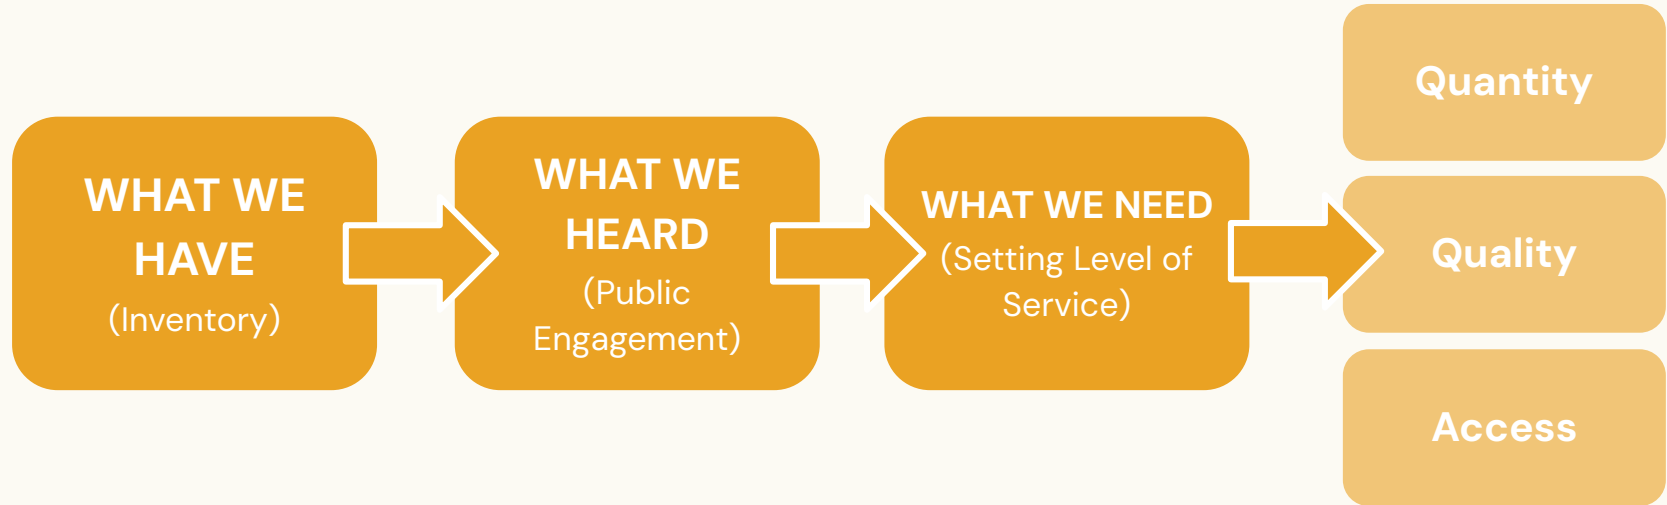 WHAT WE
HAVE
(Inventory)
WHAT WE
HEARD
(Public
Engagement)
WHAT WE NEED
(Setting Level of
Service)
Quantity
Quality
Access